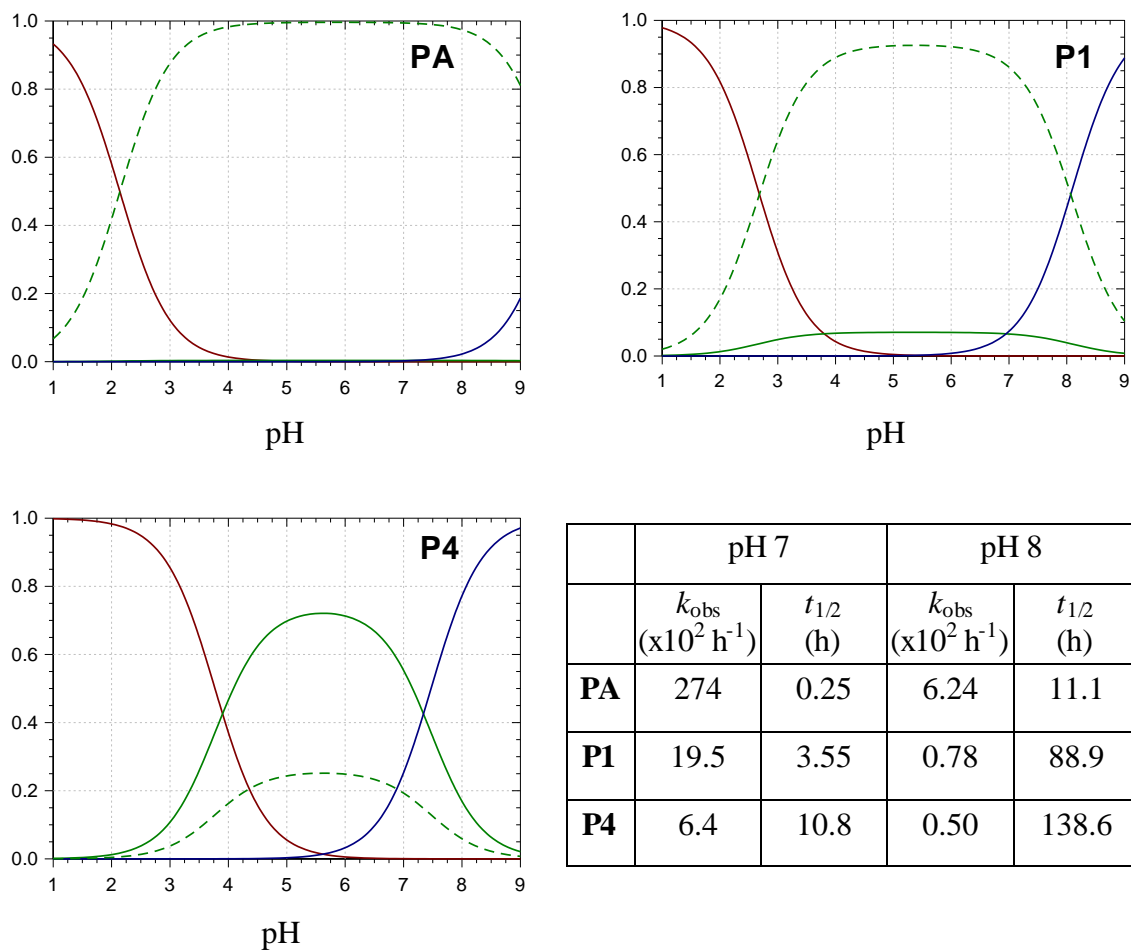 PA
1.0
0.8
0.6
0.4
0.2
0.0
1 2 3 4 5 6 7 8 9
pH
P1
1.0
0.8
0.6
0.4
0.2
0.0
1 2 3 4 5 6 7 8 9
pH
P4
1.0
0.8
0.6
0.4
0.2
0.0
1 2 3 4 5 6 7 8 9
pH
pH 7 pH 8
kobs t1/2 kobs t1/2
(x10² h⁻¹) (h) (x10² h⁻¹) (h)
PA 274 0.25 6.24 11.1
P1 19.5 3.55 0.78 88.9
P4 6.4 10.8 0.50 138.6